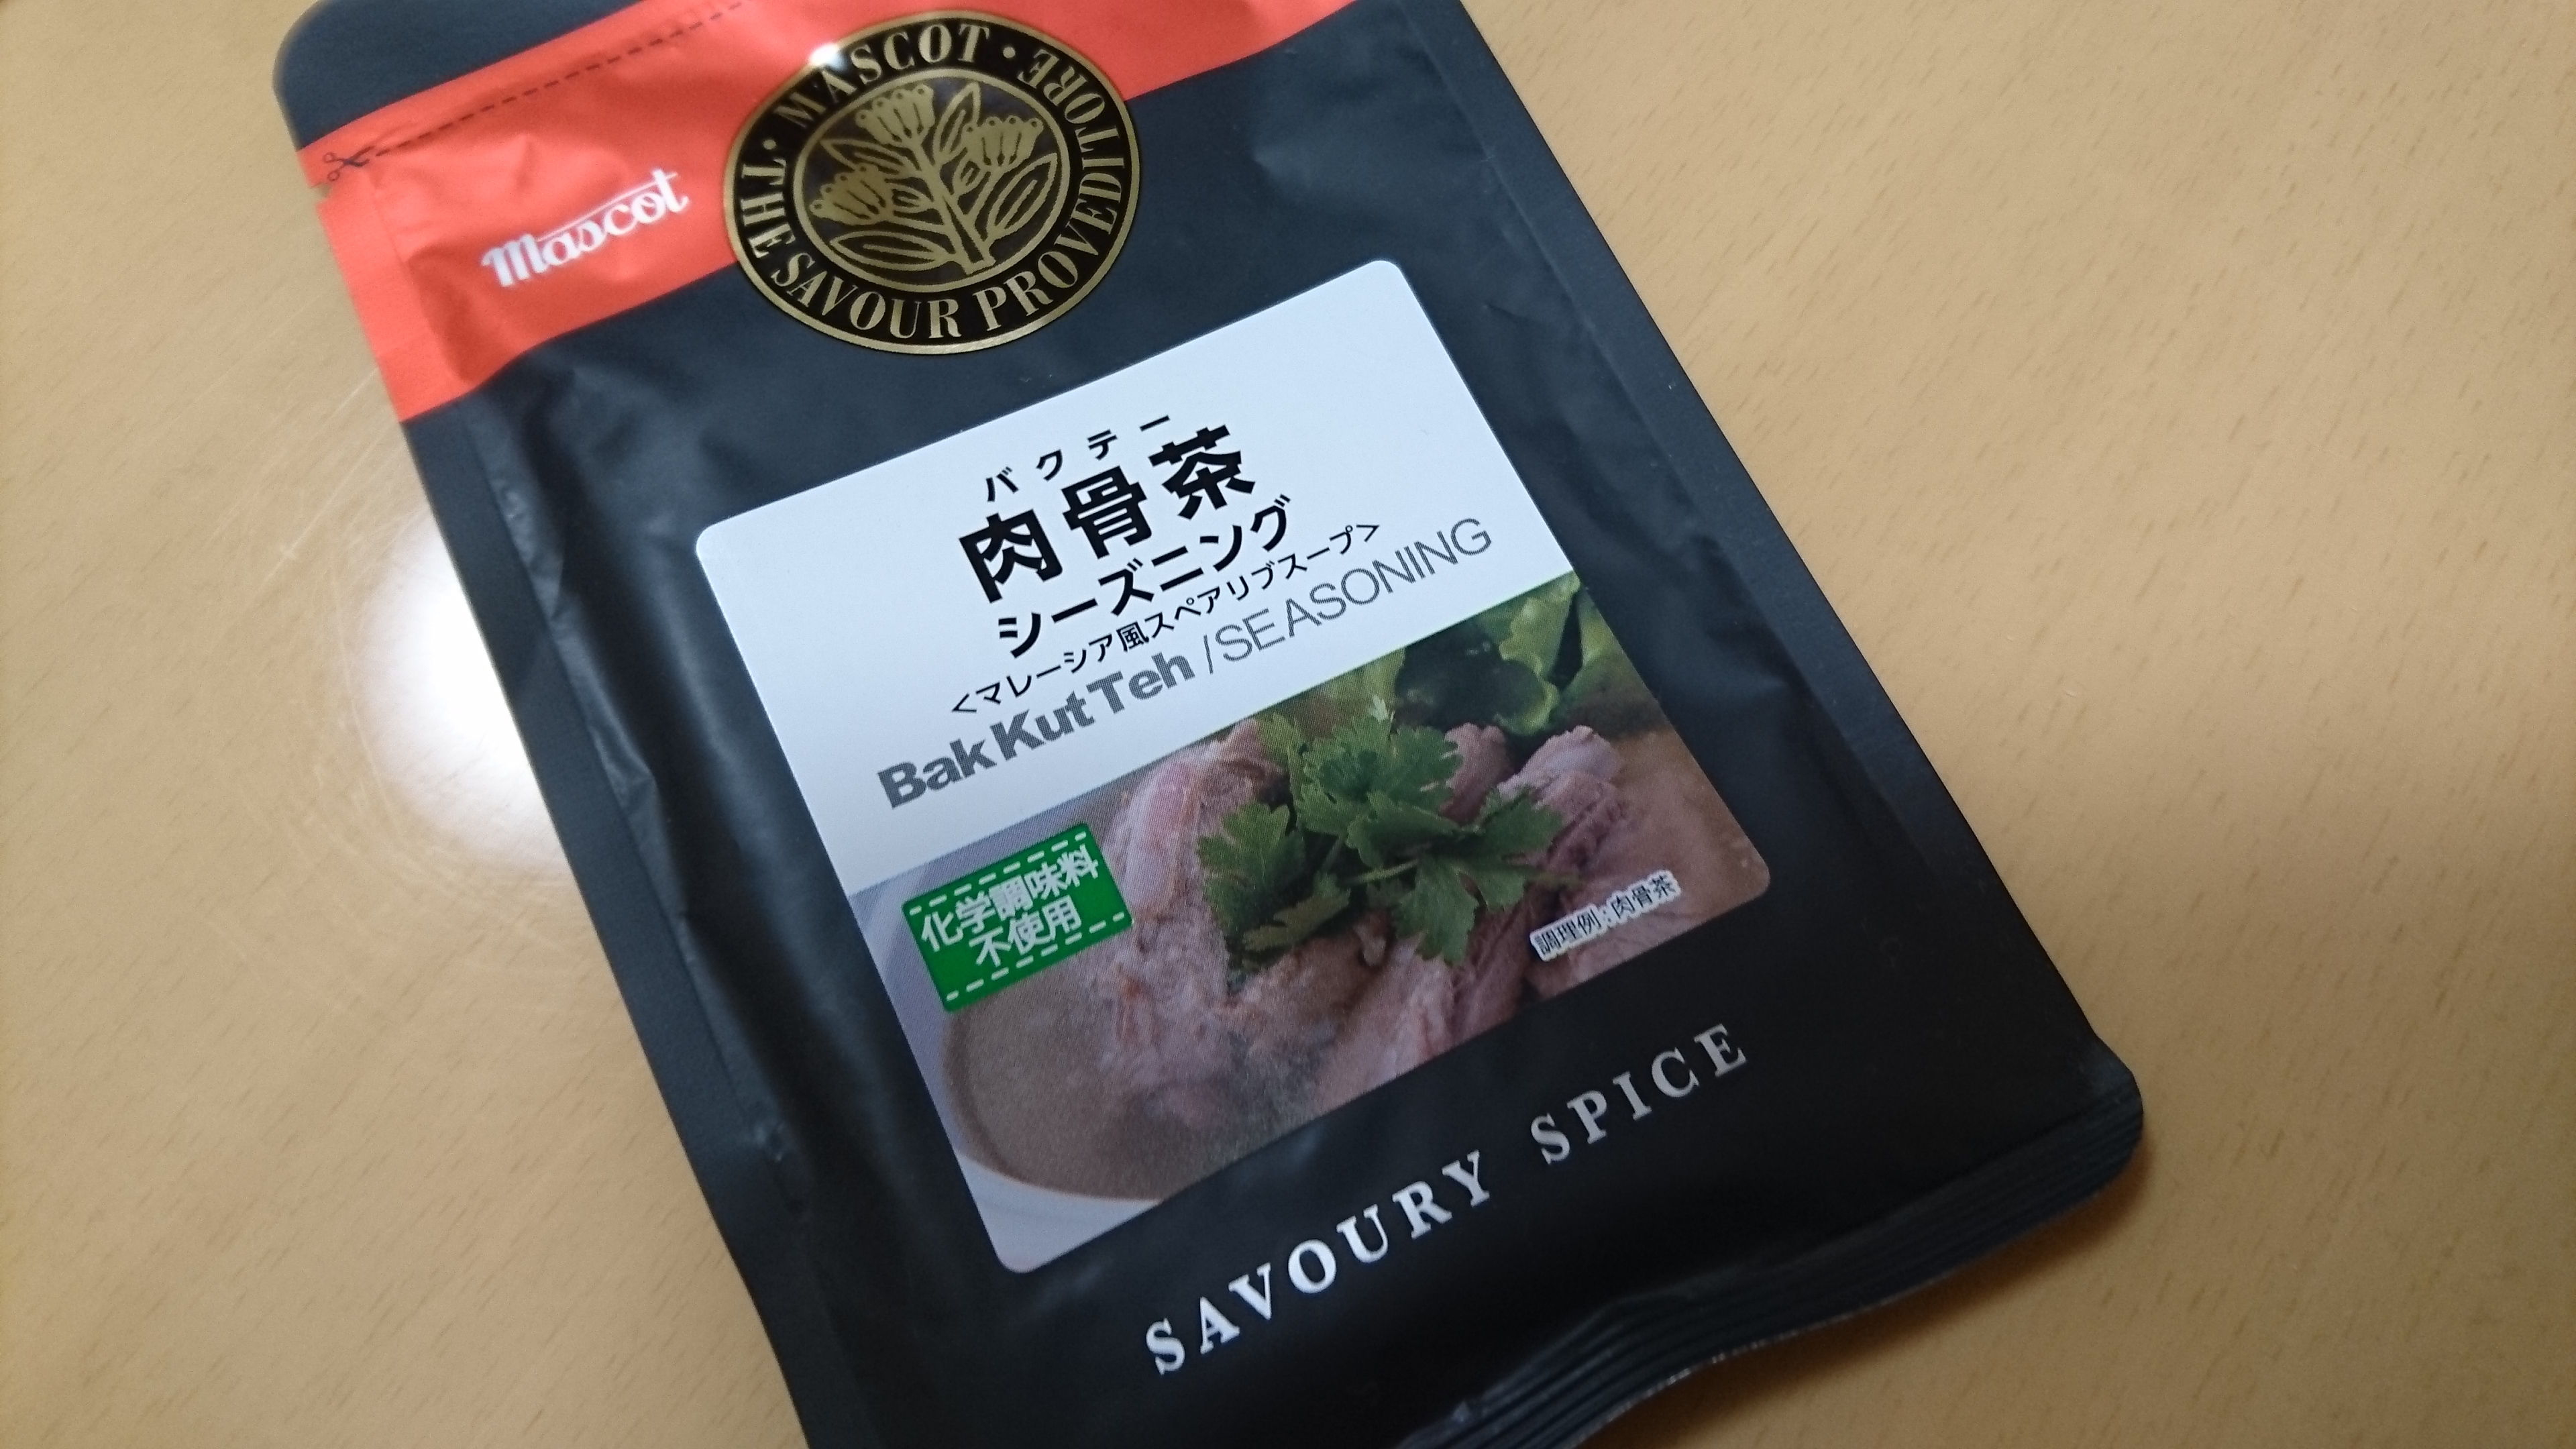 Mascot
THE MASCOT · THE SAVOUR PROVEDITORE
バクテー
肉骨茶
シーズニング
<マレーシア風スペアリブスープ>
Bak Kut Teh /SEASONING
化学調味料
不使用
調理例:肉骨茶
SAVOURY SPICE